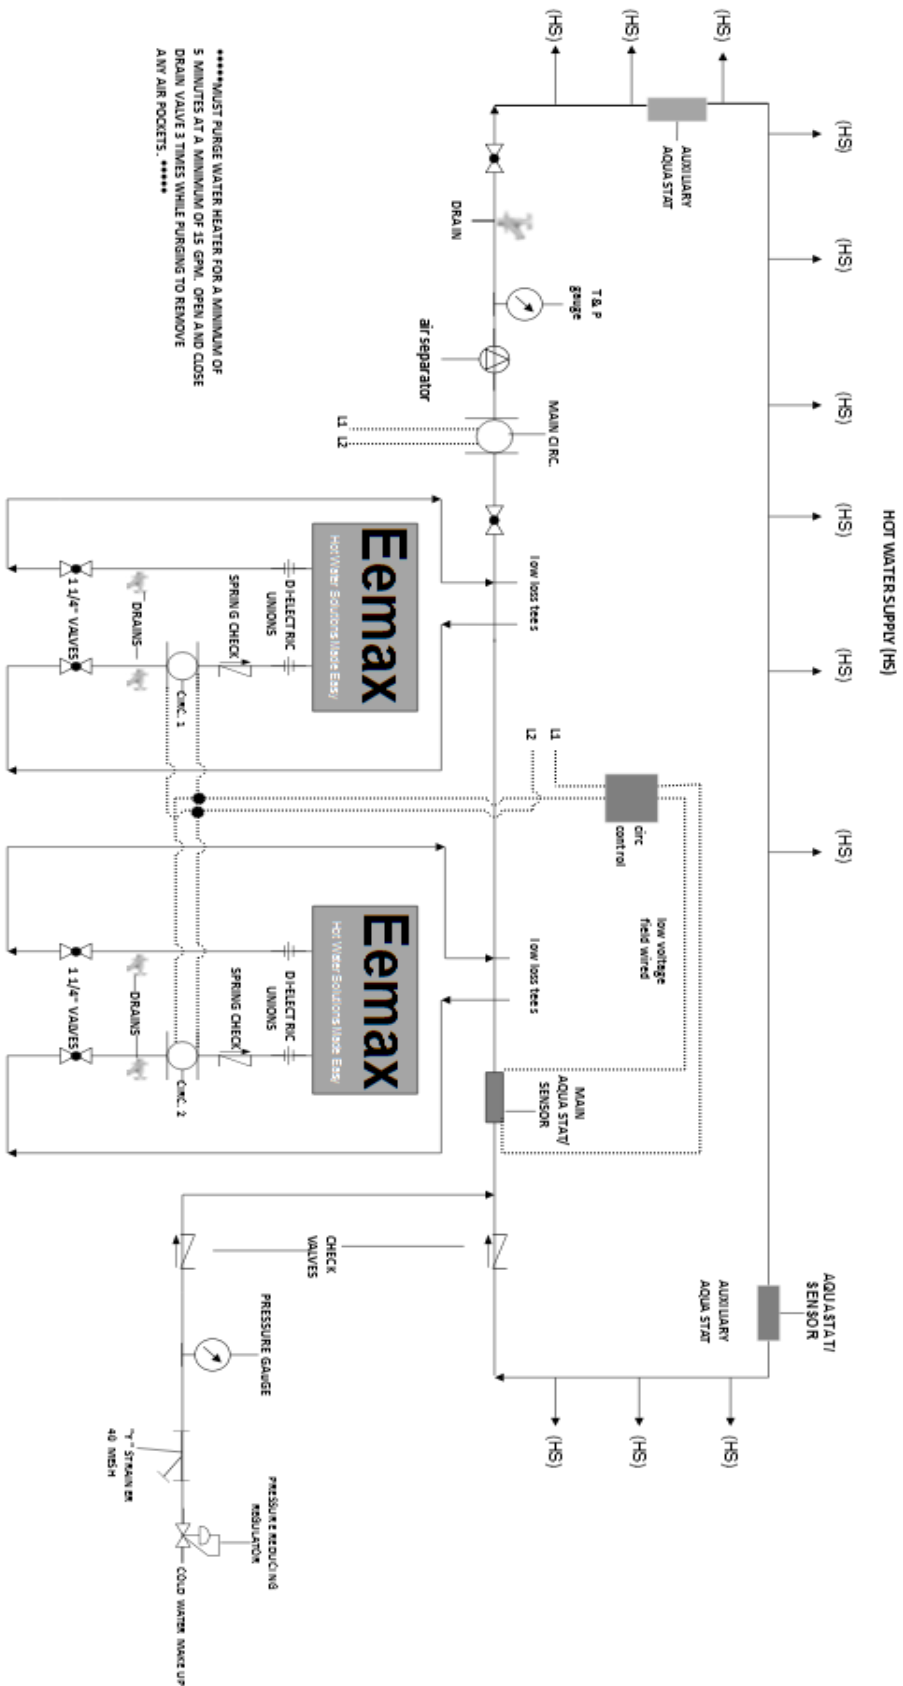 HOT WATER SUPPLY (HS)
(HS)
(HS)
(HS)
(HS)
(HS)
(HS)
(HS)
(HS)
(HS)
AUXILIARY
AQUA STAT
AQUASTAT/
SENSOR
AUXILIARY
AQUA STAT
(HS)
(HS)
(HS)
circ
control
low voltage
field wired
L1
L2
MAIN
AQUA STAT/
SENSOR
T & P
gauge
MAIN CIRC.
low loss tees
low loss tees
DRAIN
air separator
L1
L2
Eemax
Hot Water Solutions Made Easy
Eemax
Hot Water Solutions Made Easy
CHECK
VALVES
DI-ELECTRIC
UNIONS
SPRING CHECK
DI-ELECTRIC
UNIONS
SPRING CHECK
PRESSURE GAuGE
PRESSURE REDUCING
REGULATOR
CIRC. 1
CIRC. 2
DRAINS
DRAINS
1 1/4" VALVES
1 1/4" VALVES
"Y" STRAINER
40 MESH
COLD WATER MAKE UP
*****MUST PURGE WATER HEATER FOR A MINIMUM OF
5 MINUTES AT A MINIMUM OF 15 GPM. OPEN AND CLOSE
DRAIN VALVE 3 TIMES WHILE PURGING TO REMOVE
ANY AIR POCKETS. *****